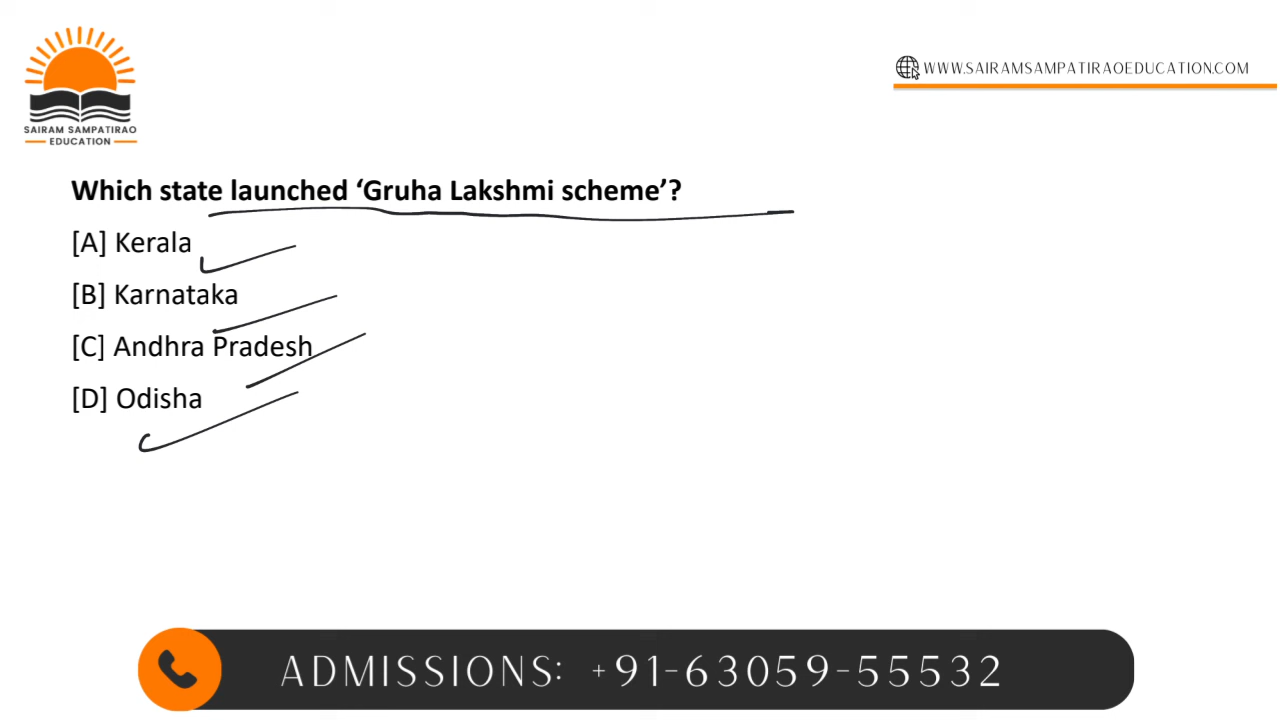 SAIRAM SAMPATIRAO
EDUCATION
WWW.SAIRAMSAMPATIRAOEDUCATION.COM
Which state launched ‘Gruha Lakshmi scheme’?
[A] Kerala
[B] Karnataka
[C] Andhra Pradesh
[D] Odisha
ADMISSIONS: +91-63059-55532